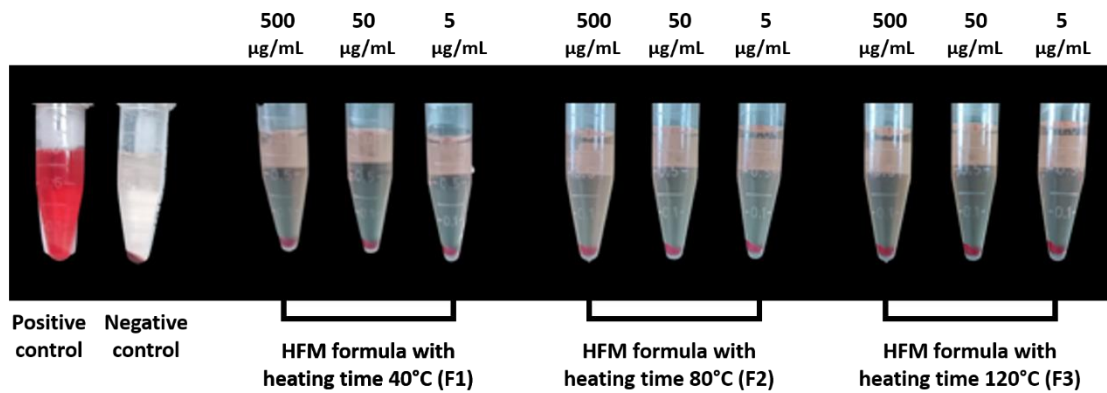 500 50 5 500 50 5 500 50 5
µg/mL µg/mL µg/mL µg/mL µg/mL µg/mL µg/mL µg/mL µg/mL
Positive control
Negative control
HFM formula with
heating time 40°C (F1)
HFM formula with
heating time 80°C (F2)
HFM formula with
heating time 120°C (F3)